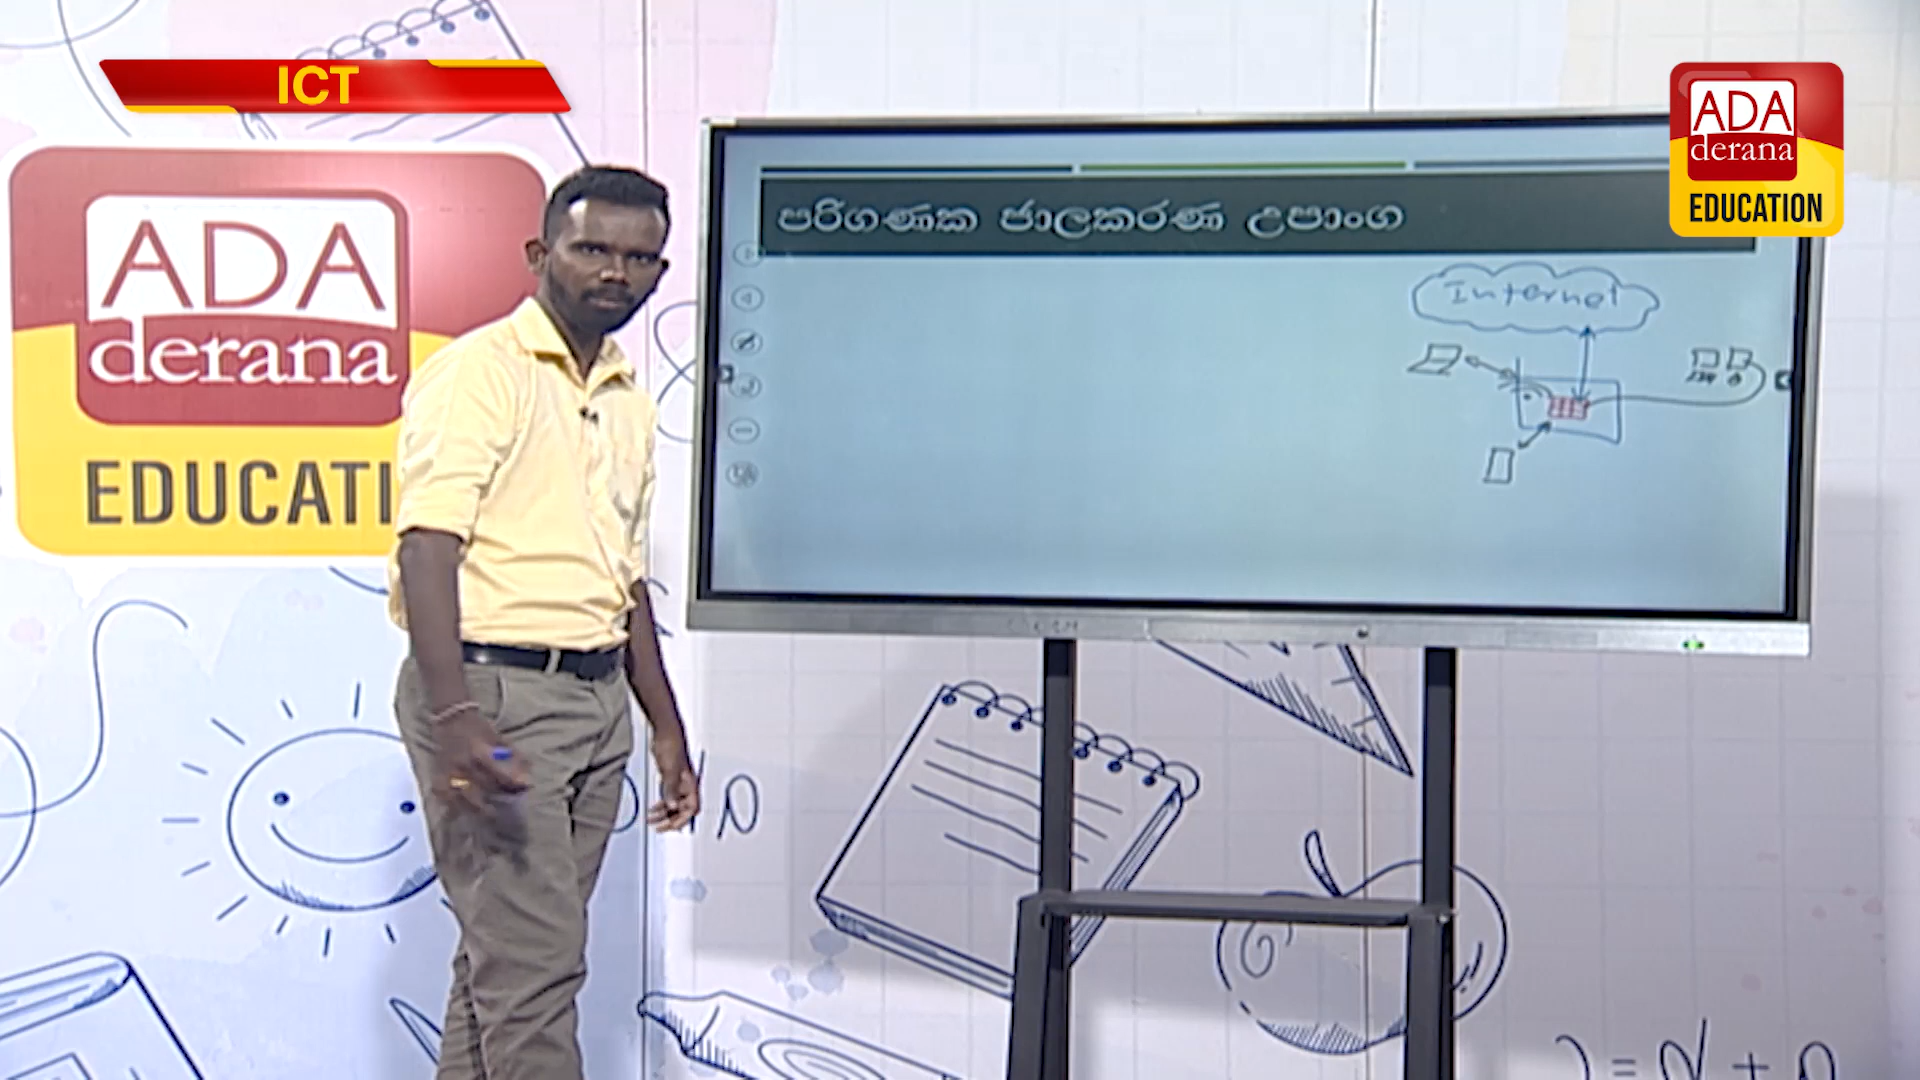 ICT
ADA
derana
EDUCATION
ADA
derana
EDUCATI
පරිගණක ජාලකරණ උපාංග
Internet